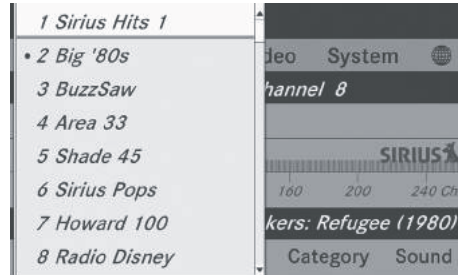 1 Sirius Hits 1
• 2 Big '80s
deo System
3 BuzzSaw
hannel 8
4 Area 33
5 Shade 45
SIRIUS
6 Sirius Pops
160 200 240 Ch
7 Howard 100
kers: Refugee (1980)
8 Radio Disney
Category Sound